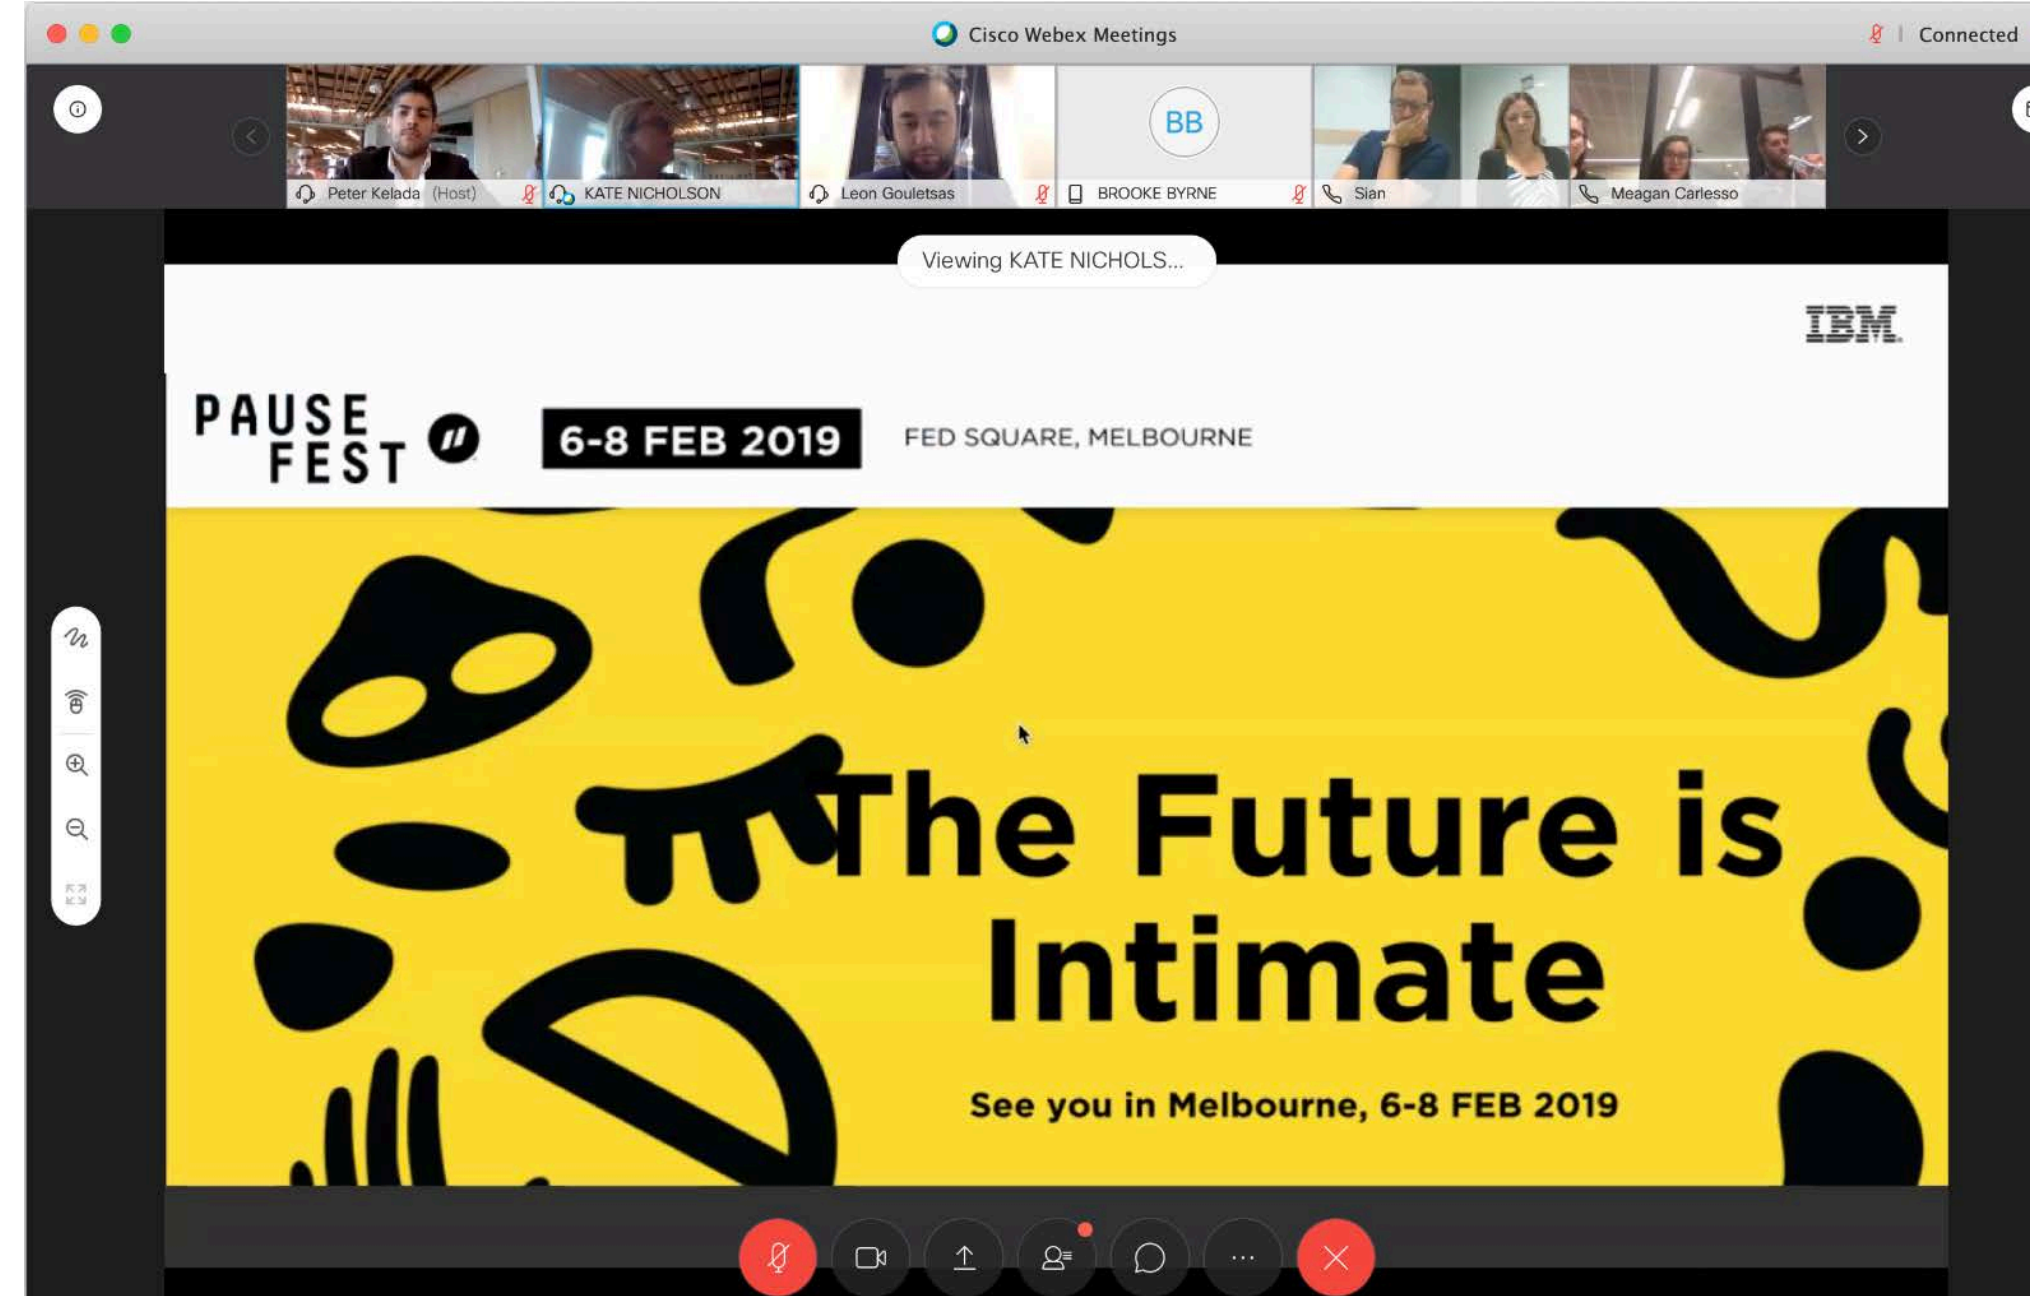 Cisco Webex Meetings
Connected
BB
Peter Kelada (Host)
KATE NICHOLSON
Leon Gouletsas
BROOKE BYRNE
Sian
Meagan Carlesso
Viewing KATE NICHOLS...
IBM
PAUSE
FEST
6-8 FEB 2019
FED SQUARE, MELBOURNE
The Future is
Intimate
See you in Melbourne, 6-8 FEB 2019